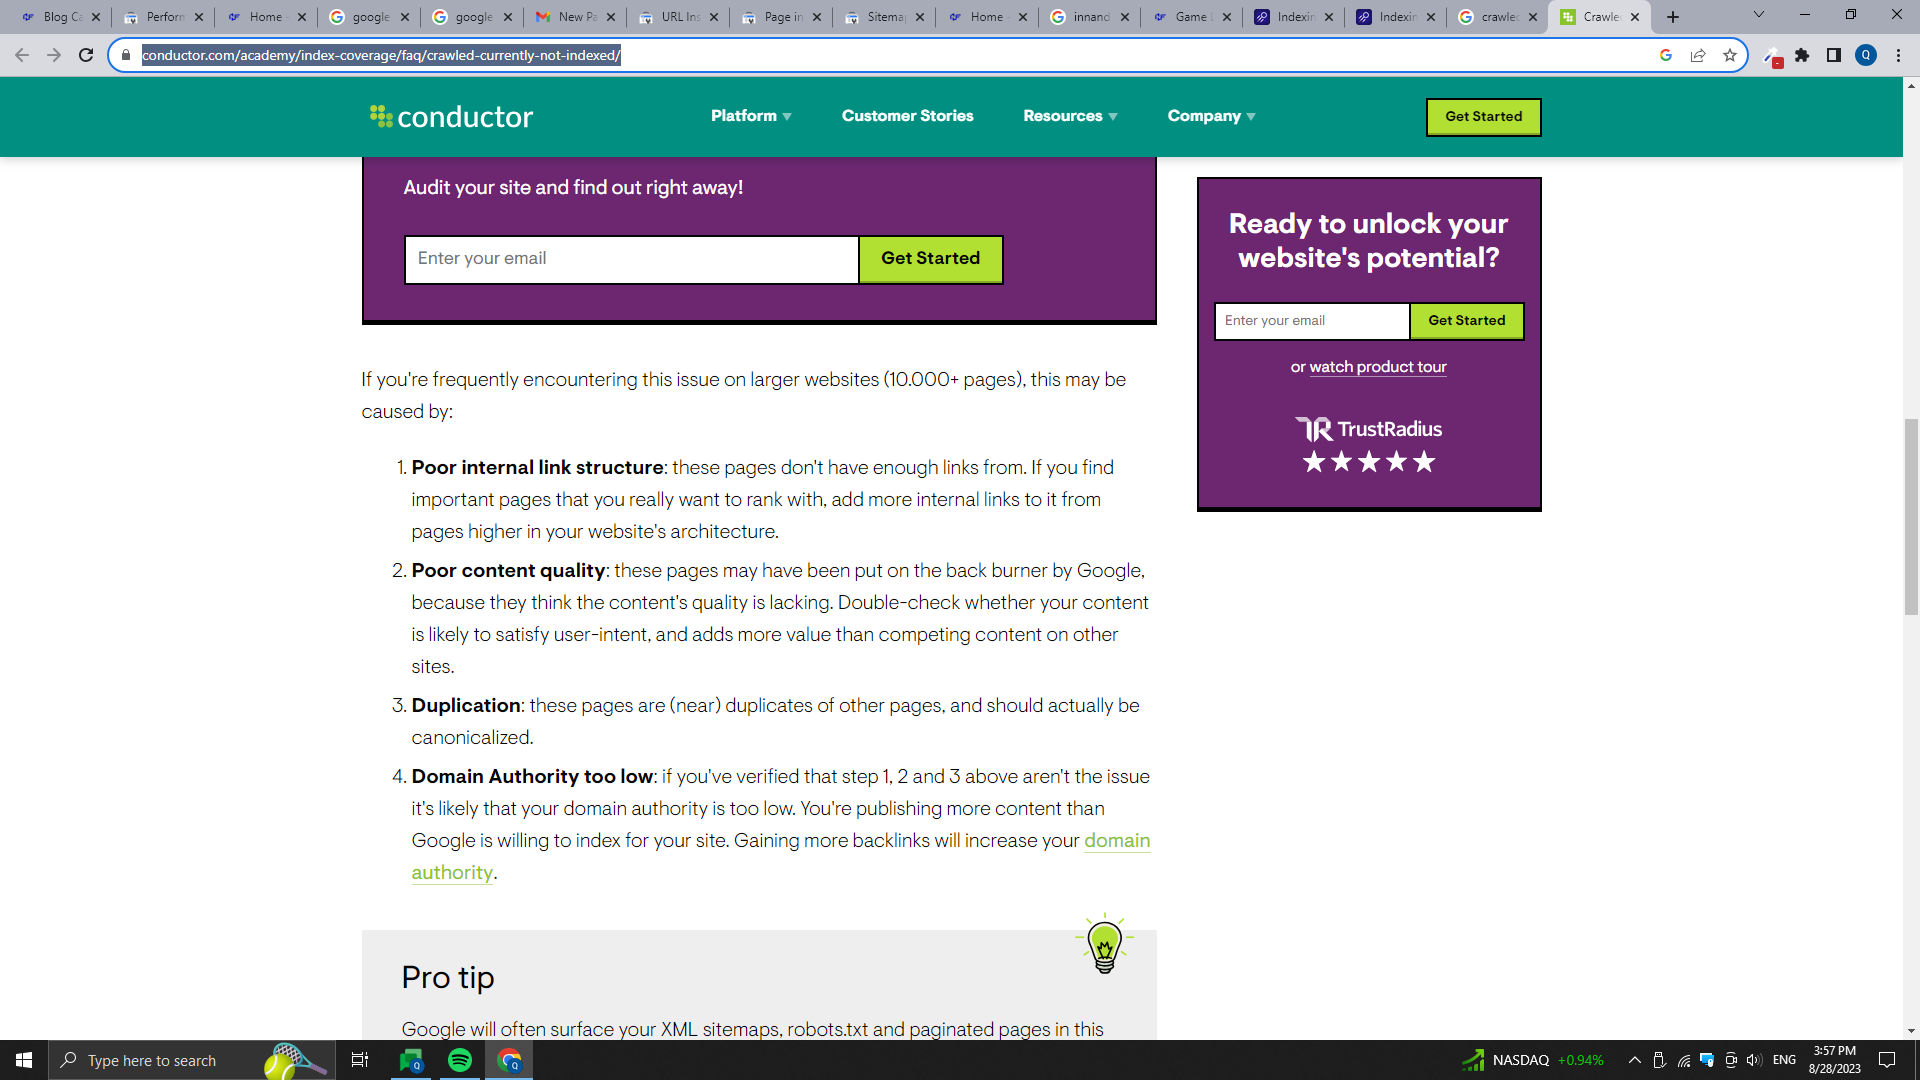 Blog Ca
Perform
Home -
google
google
New Pa
URL Ins
Page in
Sitemap
Home -
innand
Game L
Indexin
Indexin
crawled
Crawled
conductor.com/academy/index-coverage/faq/crawled-currently-not-indexed/
Q
conductor
Platform
Customer Stories
Resources
Company
Get Started
Audit your site and find out right away!
Enter your email
Get Started
If you're frequently encountering this issue on larger websites (10.000+ pages), this may be
caused by:
1. Poor internal link structure: these pages don't have enough links from. If you find
important pages that you really want to rank with, add more internal links to it from
pages higher in your website's architecture.
2. Poor content quality: these pages may have been put on the back burner by Google,
because they think the content's quality is lacking. Double-check whether your content
is likely to satisfy user-intent, and adds more value than competing content on other
sites.
3. Duplication: these pages are (near) duplicates of other pages, and should actually be
canonicalized.
4. Domain Authority too low: if you've verified that step 1, 2 and 3 above aren't the issue
it's likely that your domain authority is too low. You're publishing more content than
Google is willing to index for your site. Gaining more backlinks will increase your domain
authority.
Pro tip
Google will often surface your XML sitemaps, robots.txt and paginated pages in this
Ready to unlock your
website's potential?
Enter your email
Get Started
or watch product tour
TrustRadius
Type here to search
NASDAQ +0.94%
ENG
3:57 PM
8/28/2023